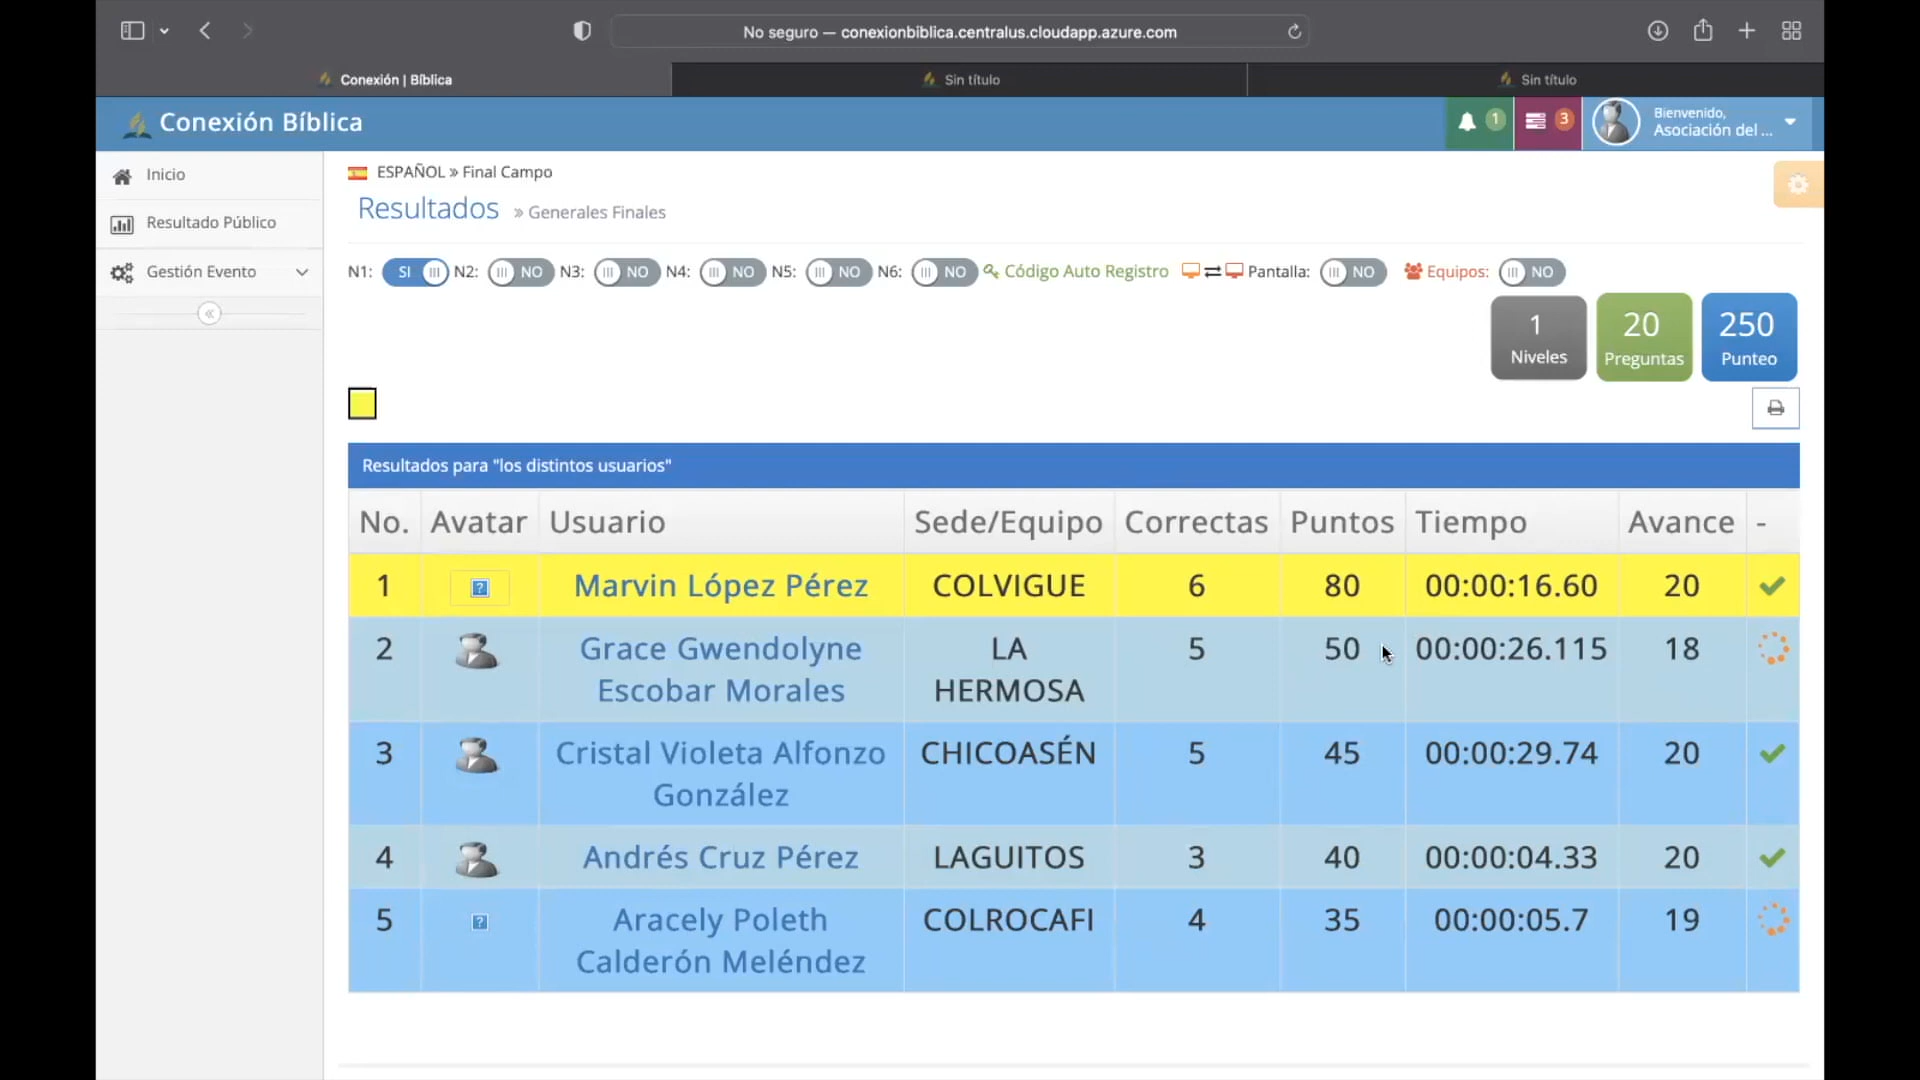 No seguro — conexionbiblica.centralus.cloudapp.azure.com
Conexión | Bíblica
Sin título
Sin título
Conexión Bíblica
1
3
Bienvenido,
Asociación del ...
Inicio
Resultado Público
Gestión Evento
ESPAÑOL » Final Campo
Resultados » Generales Finales
N1: SI N2: NO N3: NO N4: NO N5: NO N6: NO Código Auto Registro Pantalla: NO Equipos: NO
1
Niveles
20
Preguntas
250
Punteo
Resultados para "los distintos usuarios"
No. Avatar Usuario Sede/Equipo Correctas Puntos Tiempo Avance -
1 Marvin López Pérez COLVIGUE 6 80 00:00:16.60 20
2 Grace Gwendolyne LA 5 50 00:00:26.115 18
Escobar Morales HERMOSA
3 Cristal Violeta Alfonzo CHICOASÉN 5 45 00:00:29.74 20
González
4 Andrés Cruz Pérez LAGUITOS 3 40 00:00:04.33 20
5 Aracely Poleth COLROCAFI 4 35 00:00:05.7 19
Calderón Meléndez